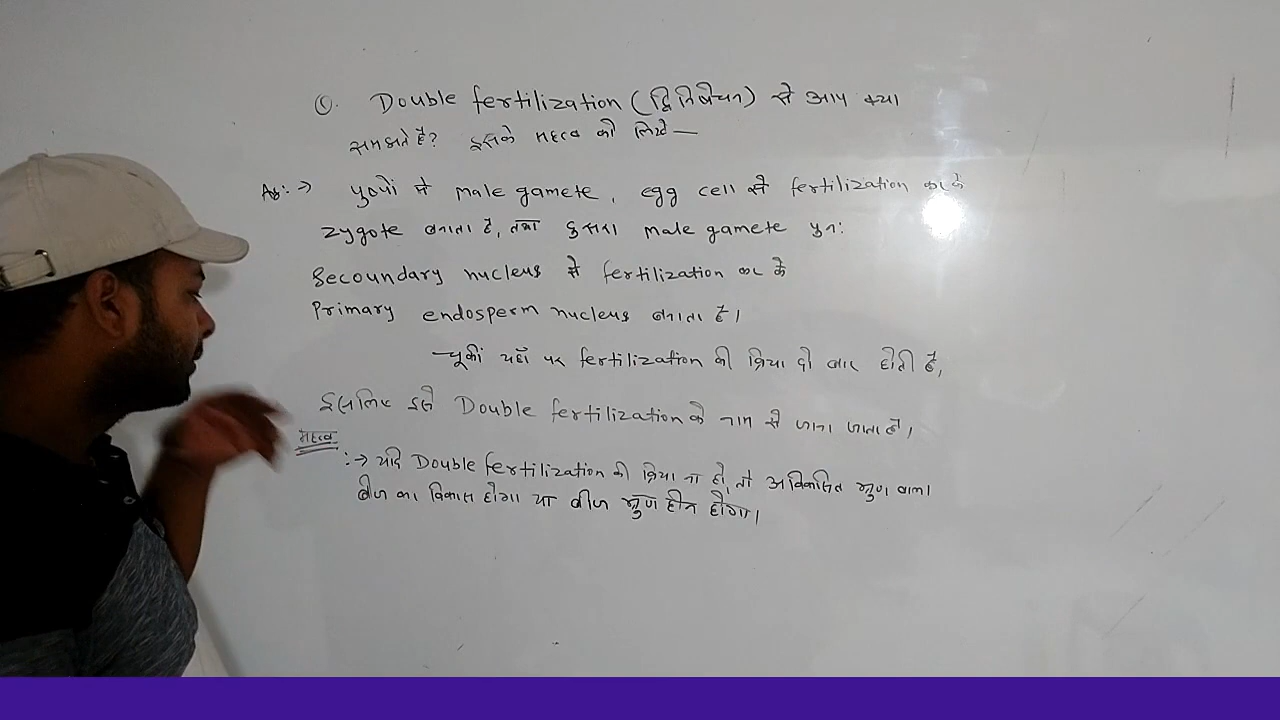 Q. Double fertilization (द्विनिषेचन) से आप क्या
समझते है? इसके महत्व को लिखे —
Ans:→ पुष्पों मे male gamete, egg cell से fertilization कर के
zygote बनाता है, तथा दुसरा male gamete पुन:
Secoundary nucleus से fertilization कर के
Primary endosperm nucleus बनाता है।
चूकीं यहाँ पर fertilization की क्रिया दो बार होती है,
इसलिए इसे Double fertilization के नाम से जाना जाता है।
महत्व
:→ यदि Double fertilization की क्रिया ना हो, तो अविकसित भ्रुण वाला
बीज का विकास होगा या बीज भ्रुण हीन होगा।